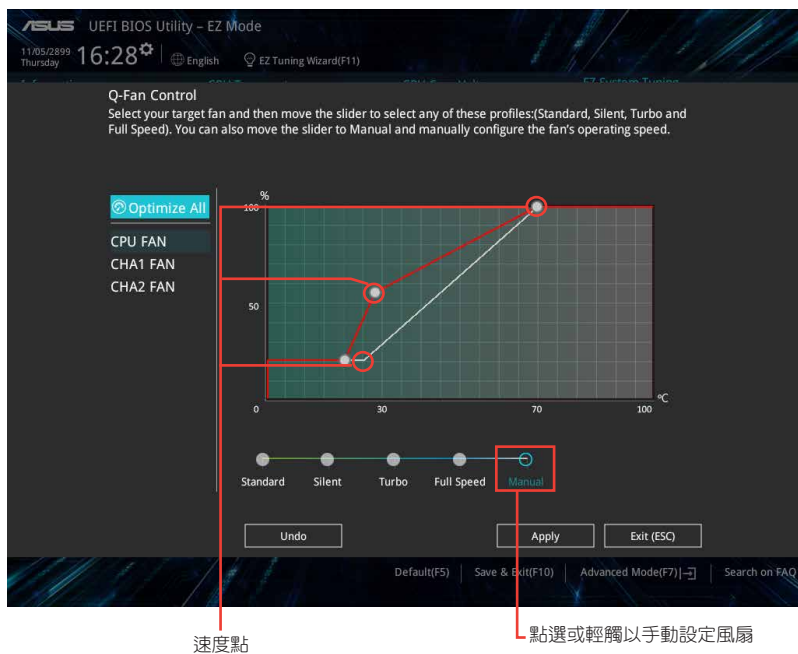 ASUS UEFI BIOS Utility – EZ Mode
11/05/2899
Thursday
16:28
English
EZ Tuning Wizard(F11)
EZ System Tuning
Q-Fan Control
Select your target fan and then move the slider to select any of these profiles:(Standard, Silent, Turbo and
Full Speed). You can also move the slider to Manual and manually configure the fan's operating speed.
Optimize All
CPU FAN
CHA1 FAN
CHA2 FAN
%
100
50
0
30
70
100
°C
Standard
Silent
Turbo
Full Speed
Manual
Undo
Apply
Exit (ESC)
Default(F5)
Save & Exit(F10)
Advanced Mode(F7)
Search on FAQ
速度點
點選或輕觸以手動設定風扇